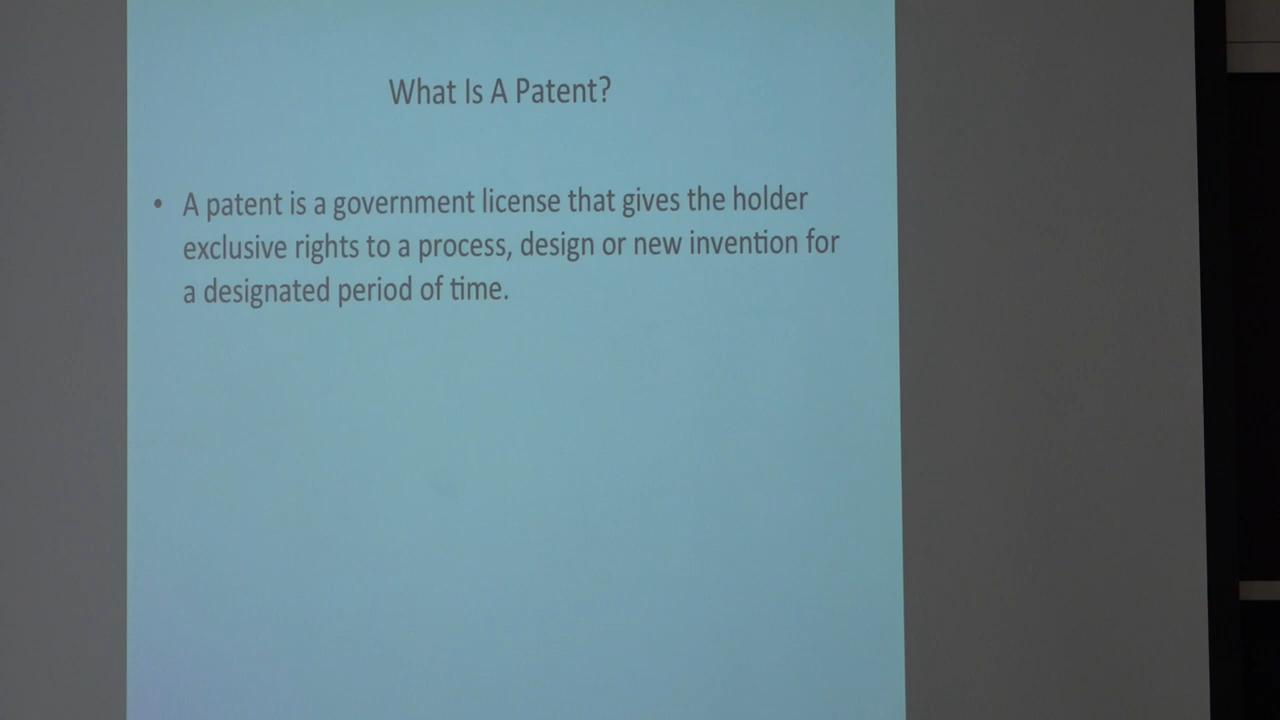 What Is A Patent?
• A patent is a government license that gives the holder
exclusive rights to a process, design or new invention for
a designated period of time.